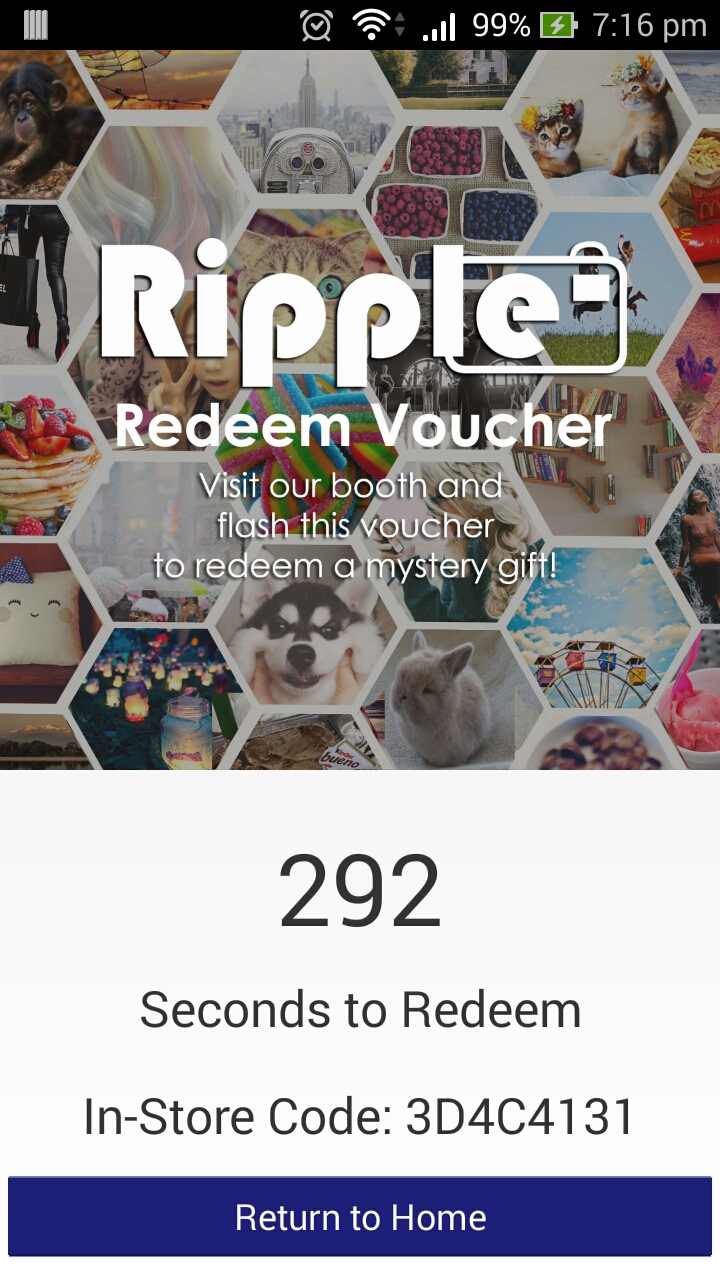 99% 7:16 pm
Ripple
Redeem Voucher
Visit our booth and
flash this voucher
to redeem a mystery gift!
kinder
bueno
292
Seconds to Redeem
In-Store Code: 3D4C4131
Return to Home